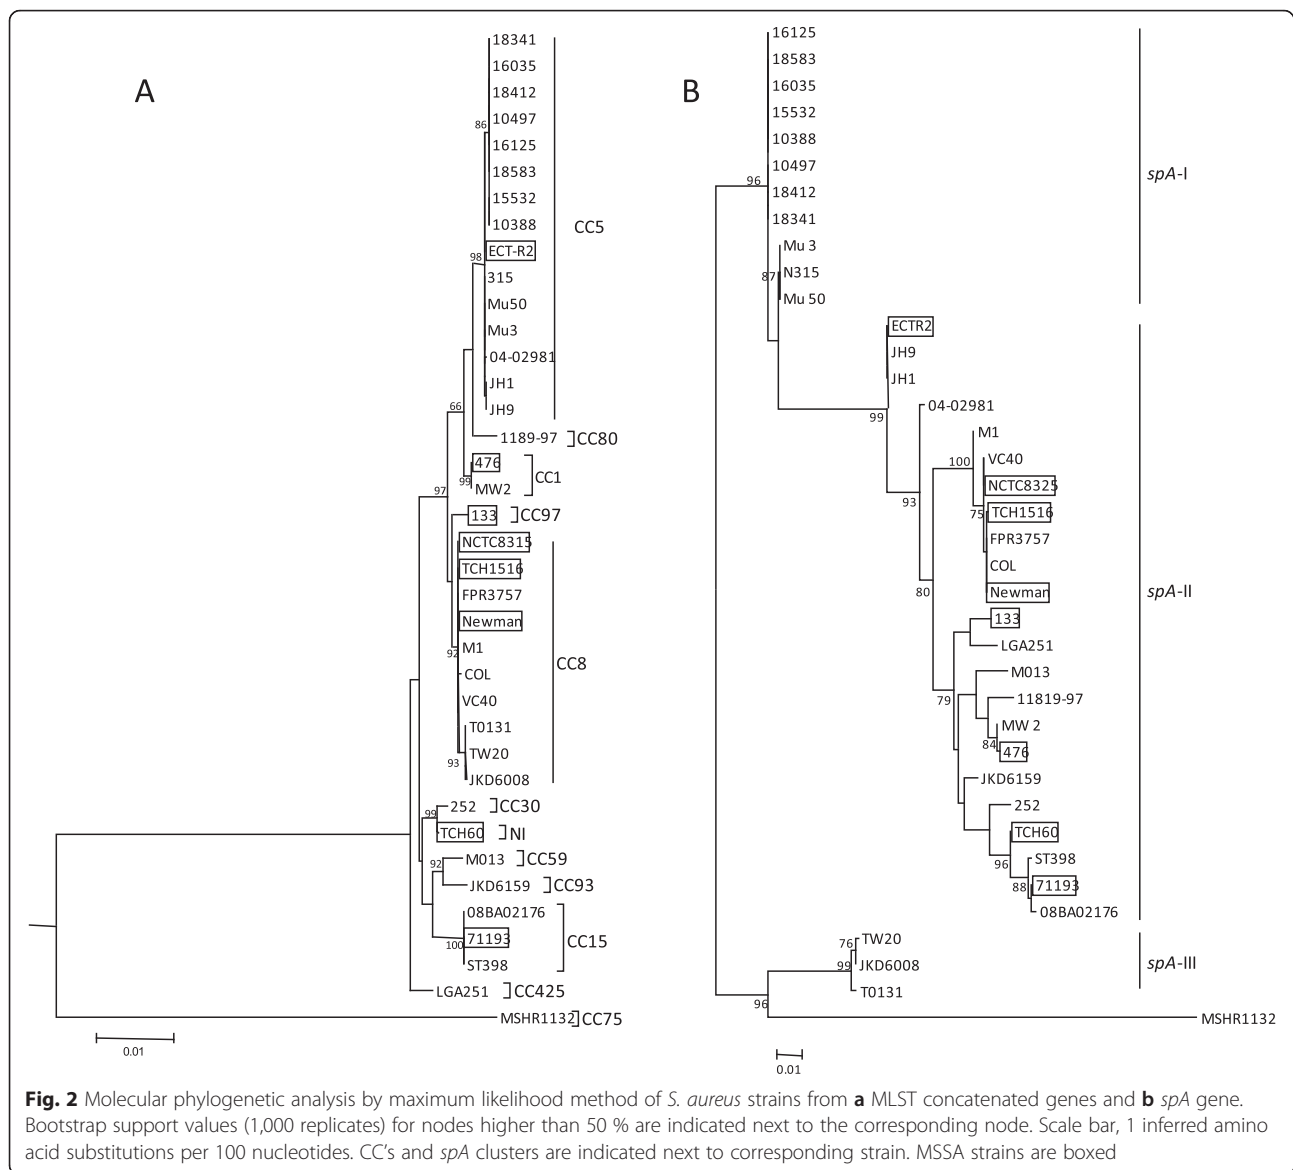 A
18341
16035
18412
10497
86
16125
18583
15532
10388
CC5
ECT-R2
98
315
Mu50
Mu3
04-02981
JH1
JH9
66
1189-97
CC80
476
CC1
99
MW2
97
133
CC97
NCTC8315
TCH1516
FPR3757
Newman
92
M1
CC8
COL
VC40
T0131
TW20
93
JKD6008
252
CC30
99
TCH60
NI
92
M013
CC59
JKD6159
CC93
08BA02176
71193
CC15
100
ST398
LGA251
CC425
MSHR1132
CC75
0.01
B
16125
18583
16035
15532
10388
spA-I
10497
96
18412
18341
Mu 3
87
N315
Mu 50
ECTR2
JH9
JH1
99
04-02981
M1
100
VC40
NCTC8325
75
TCH1516
93
FPR3757
COL
80
Newman
spA-II
133
LGA251
M013
79
11819-97
MW 2
84
476
JKD6159
252
TCH60
96
ST398
88
71193
08BA02176
76
TW20
99
JKD6008
spA-III
T0131
96
MSHR1132
0.01
Fig. 2 Molecular phylogenetic analysis by maximum likelihood method of S. aureus strains from a MLST concatenated genes and b spA gene.
Bootstrap support values (1,000 replicates) for nodes higher than 50 % are indicated next to the corresponding node. Scale bar, 1 inferred amino
acid substitutions per 100 nucleotides. CC's and spA clusters are indicated next to corresponding strain. MSSA strains are boxed